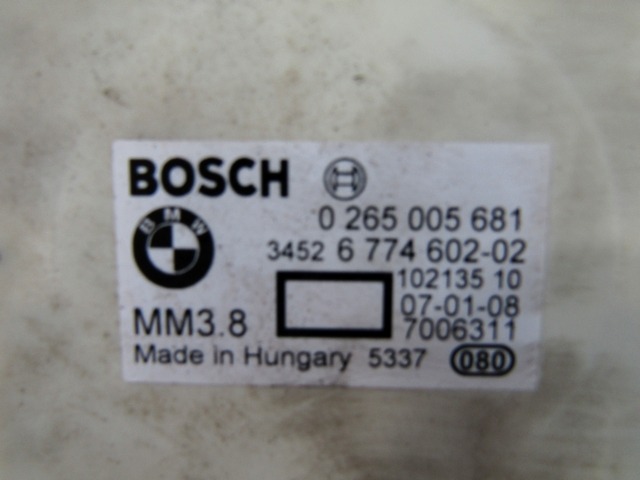 BOSCH
0 265 005 681
BMW
3452 6 774 602-02
102135 10
07-01-08
MM3.8
7006311
Made in Hungary 5337 080